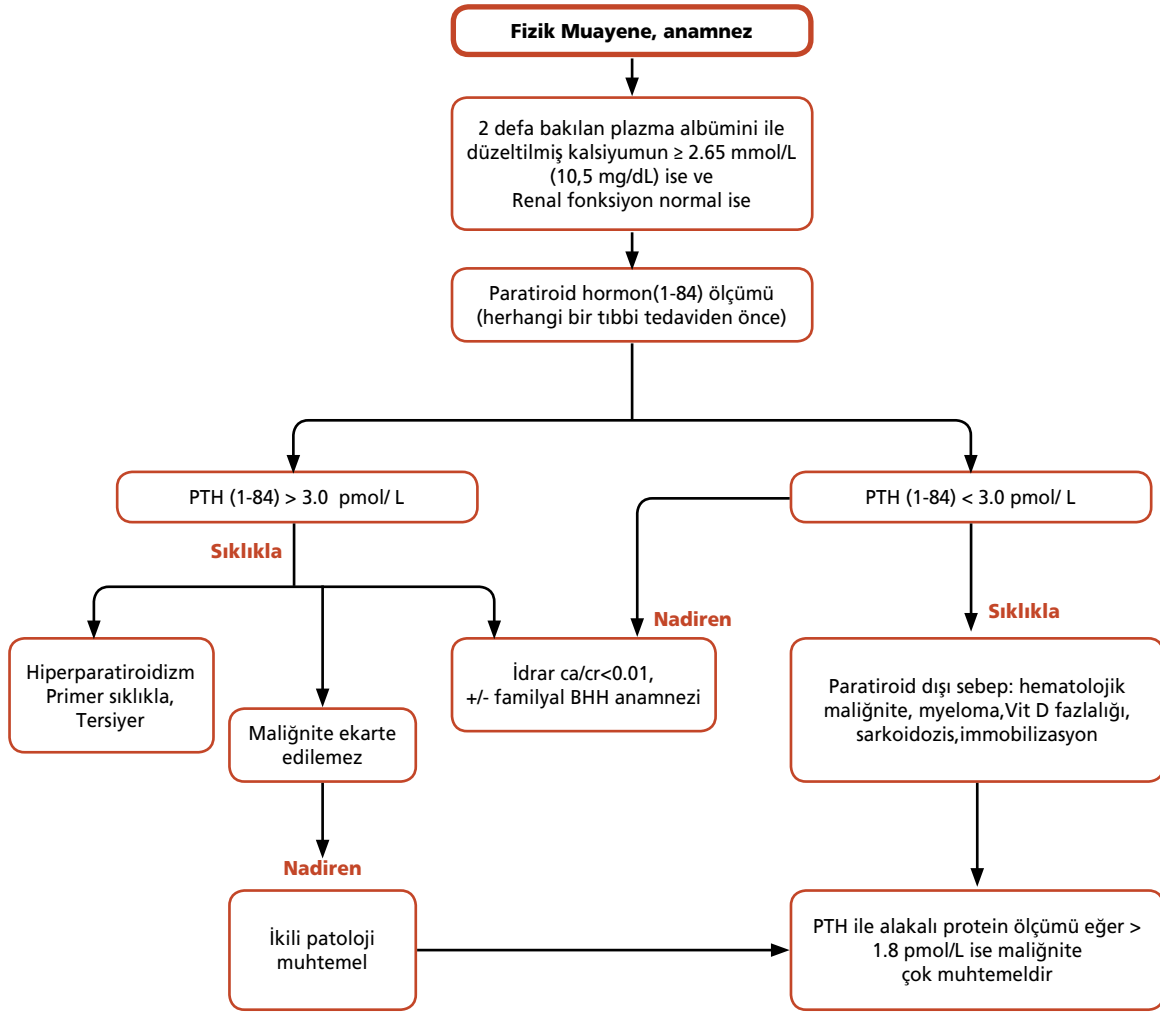 Fizik Muayene, anamnez
2 defa bakılan plazma albümini ile
düzeltilmiş kalsiyumun ≥ 2.65 mmol/L
(10,5 mg/dL) ise ve
Renal fonksiyon normal ise
Paratiroid hormon(1-84) ölçümü
(herhangi bir tıbbi tedaviden önce)
PTH (1-84) > 3.0 pmol/ L
PTH (1-84) < 3.0 pmol/ L
Sıklıkla
Nadiren
Sıklıkla
Hiperparatiroidizm
Primer sıklıkla,
Tersiyer
Maliğnite ekarte
edilemez
İdrar ca/cr<0.01,
+/- familyal BHH anamnezi
Paratiroid dışı sebep: hematolojik
maliğnite, myeloma,Vit D fazlalığı,
sarkoidozis,immobilizasyon
Nadiren
İkili patoloji
muhtemel
PTH ile alakalı protein ölçümü eğer >
1.8 pmol/L ise maliğnite
çok muhtemeldir